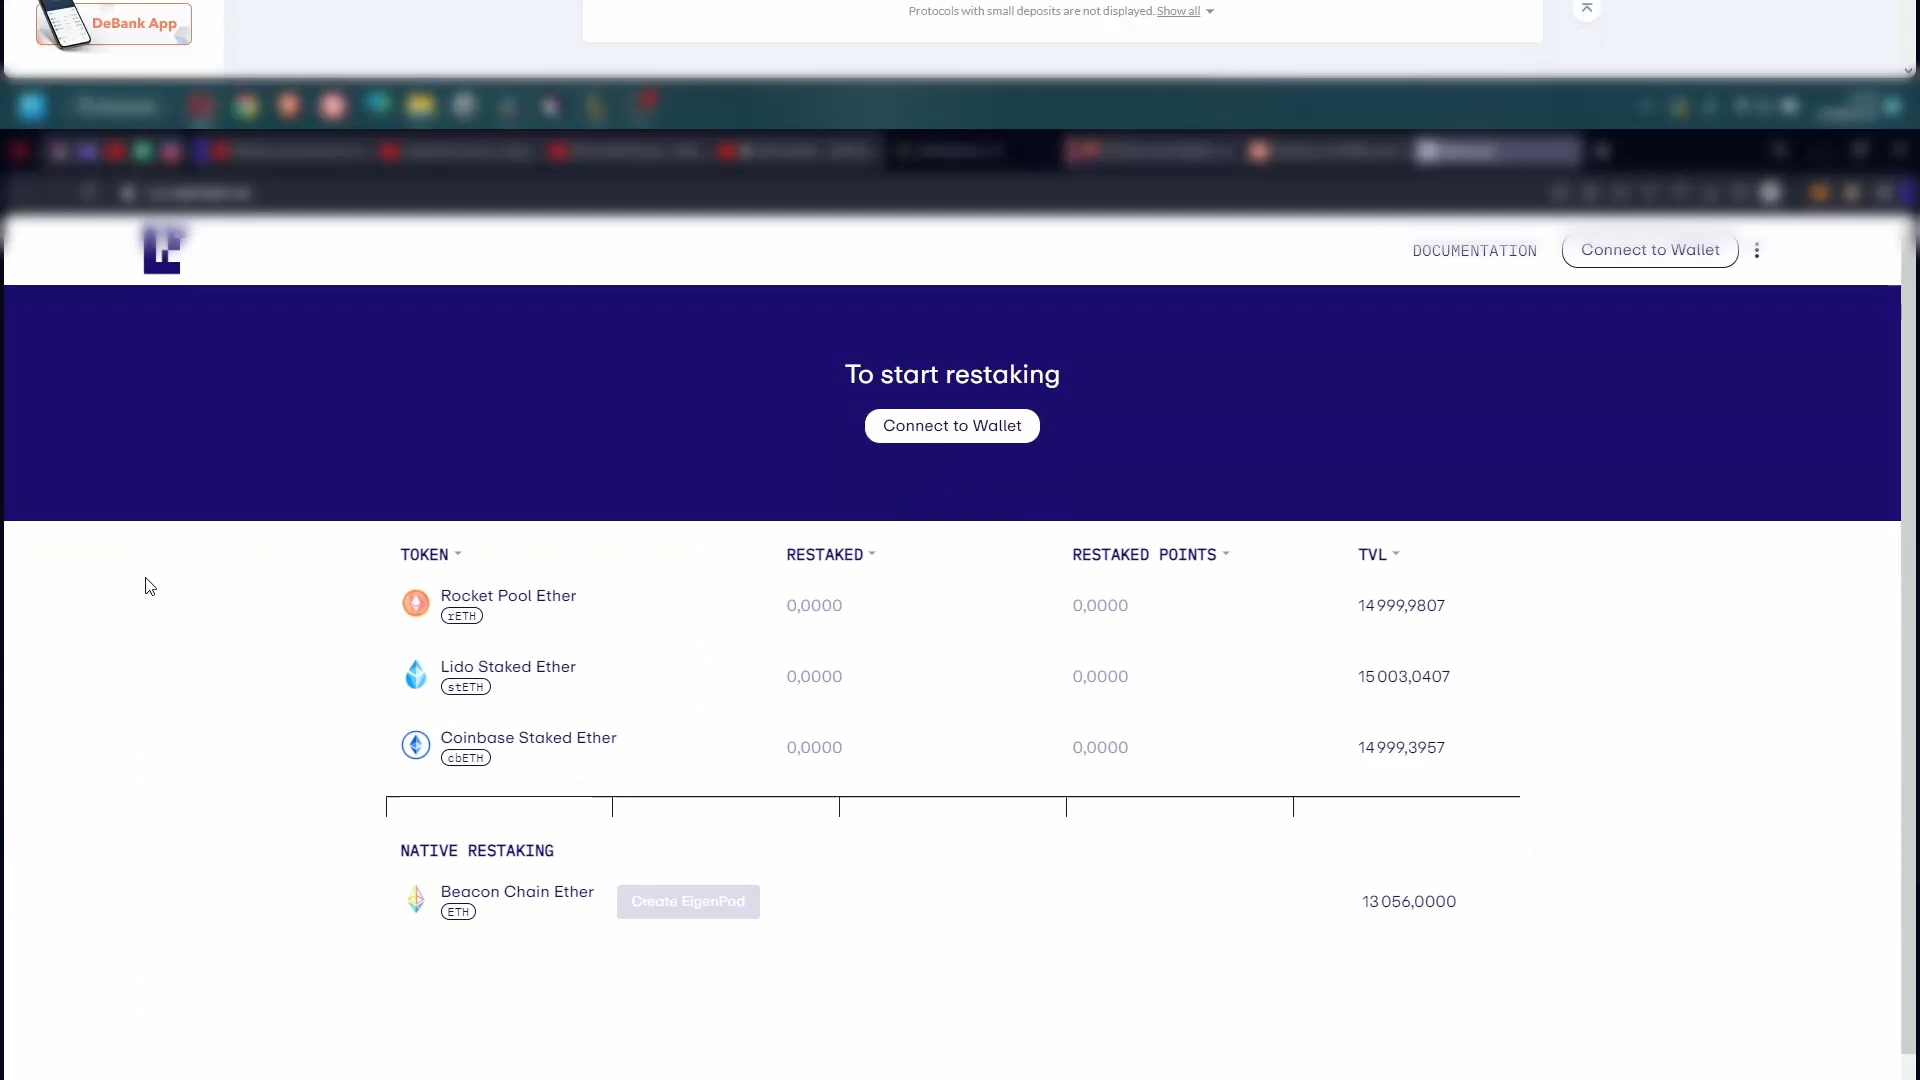 DeBank App
Protocols with small deposits are not displayed. Show all
DOCUMENTATION
Connect to Wallet
To start restaking
Connect to Wallet
TOKEN
RESTAKED
RESTAKED POINTS
TVL
Rocket Pool Ether
rETH
0,0000
0,0000
14 999,9807
Lido Staked Ether
stETH
0,0000
0,0000
15 003,0407
Coinbase Staked Ether
cbETH
0,0000
0,0000
14 999,3957
NATIVE RESTAKING
Beacon Chain Ether
ETH
Create EigenPod
13 056,0000